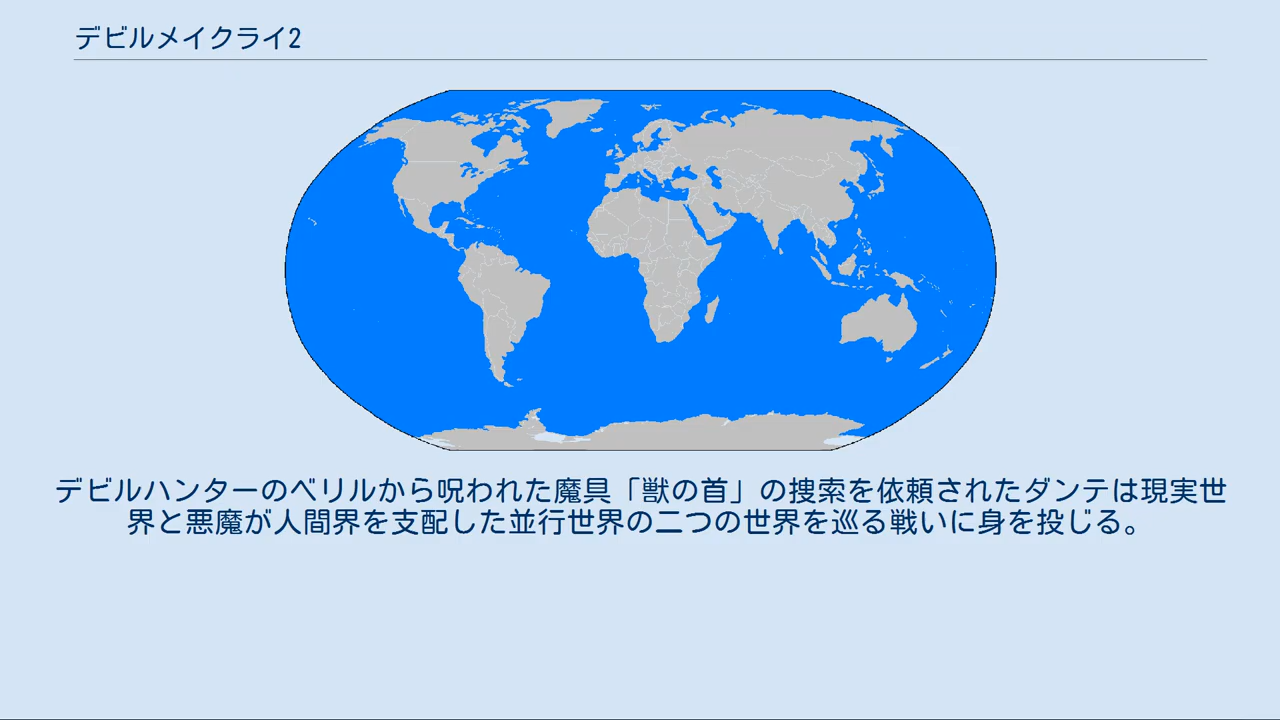 デビルメイクライ2
デビルハンターのベリルから呪われた魔具「獣の首」の捜索を依頼されたダンテは現実世
界と悪魔が人間界を支配した並行世界の二つの世界を巡る戦いに身を投じる。